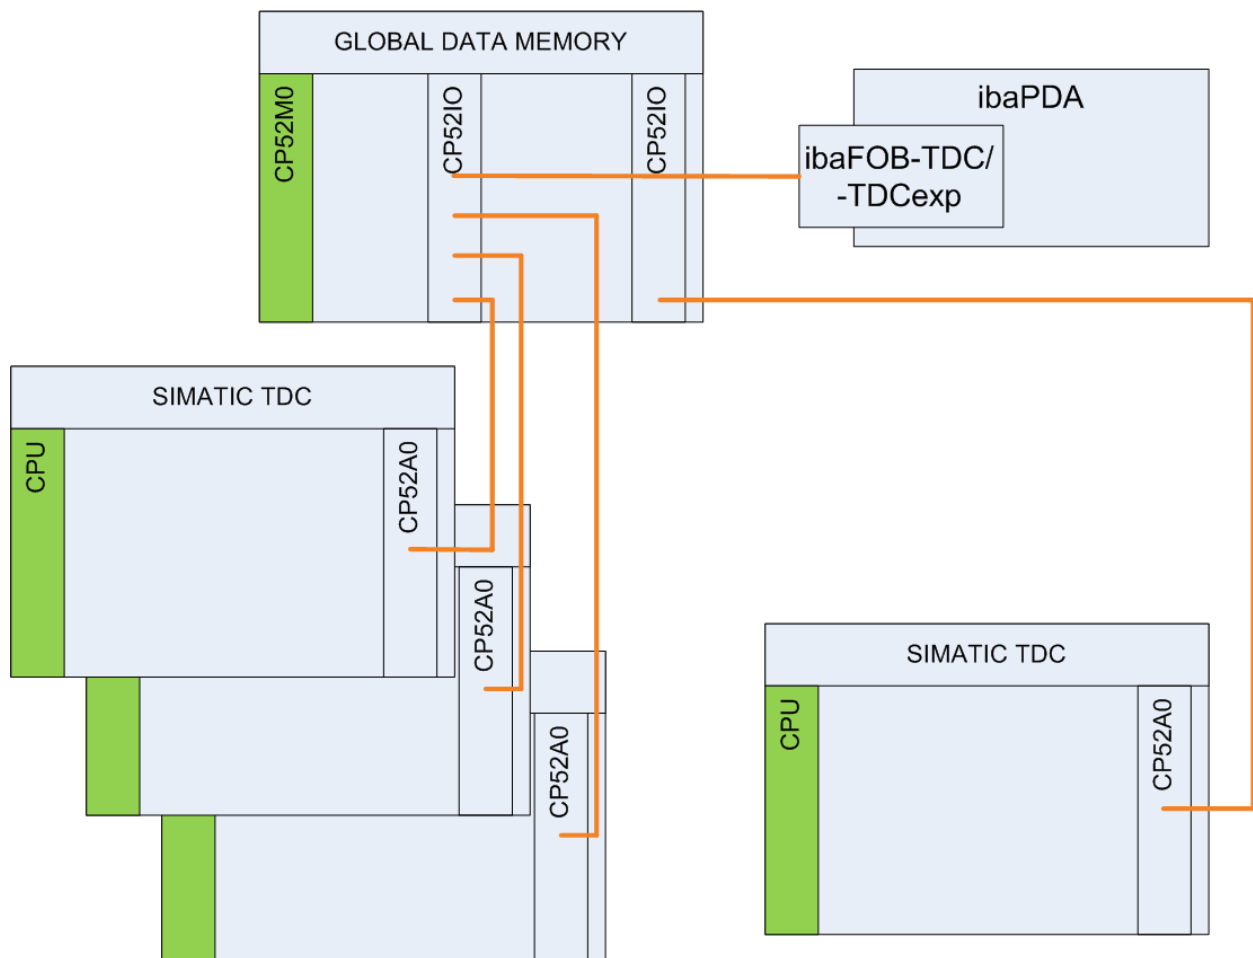 GLOBAL DATA MEMORY
CP52M0
CP52IO
CP52IO
ibaPDA
ibaFOB-TDC/
-TDCexp
SIMATIC TDC
CPU
CP52A0
CP52A0
CP52A0
SIMATIC TDC
CPU
CP52A0